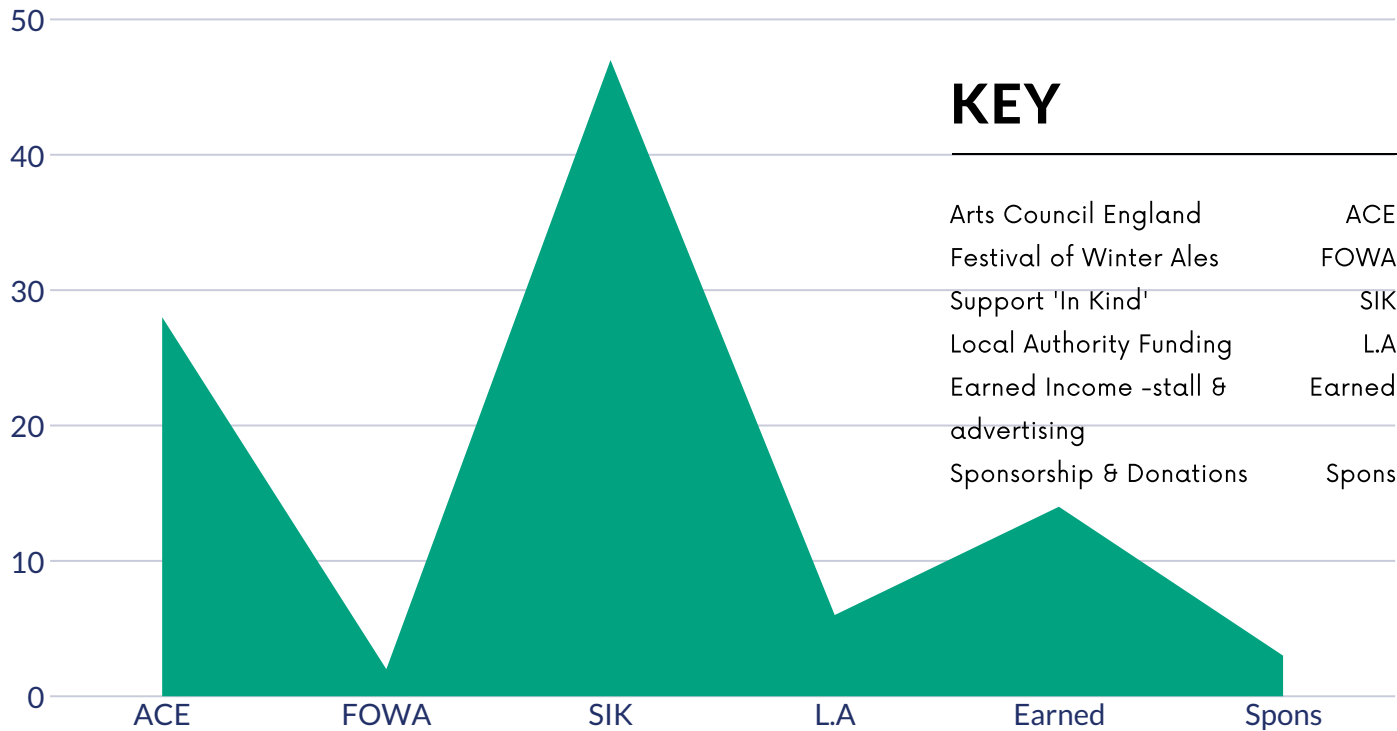 50
KEY
40
Arts Council England ACE
Festival of Winter Ales FOWA
30
Support 'In Kind' SIK
Local Authority Funding L.A
Earned Income -stall & Earned
20
advertising
Sponsorship & Donations Spons
10
0
ACE FOWA SIK L.A Earned Spons